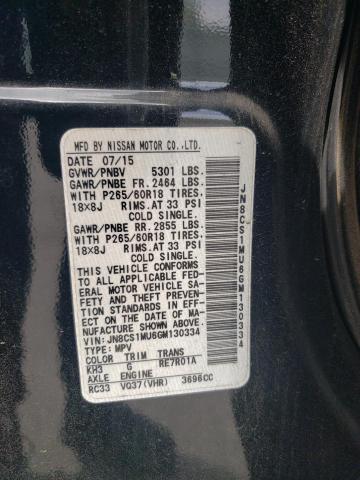 MFD BY NISSAN MOTOR CO.,LTD.
DATE 07/15
GVWR/PNBV 5301 LBS.
GAWR/PNBE FR. 2464 LBS.
WITH P265/60R18 TIRES,
18X8J RIMS.AT 33 PSI
COLD SINGLE.
GAWR/PNBE RR. 2855 LBS.
WITH P265/60R18 TIRES,
18X8J RIMS.AT 33 PSI
COLD SINGLE.
THIS VEHICLE CONFORMS
TO ALL APPLICABLE FED-
ERAL MOTOR VEHICLE SA-
FETY AND THEFT PREVEN-
TION STANDARDS IN EFF-
ECT ON THE DATE OF MA-
NUFACTURE SHOWN ABOVE.
VIN:JN8CS1MU6GM130334
TYPE: MPV
COLOR TRIM TRANS
KH3 G RE7R01A
AXLE ENGINE
RC33 VQ37(VHR) 3696CC
JN8CS1MU6GM130334